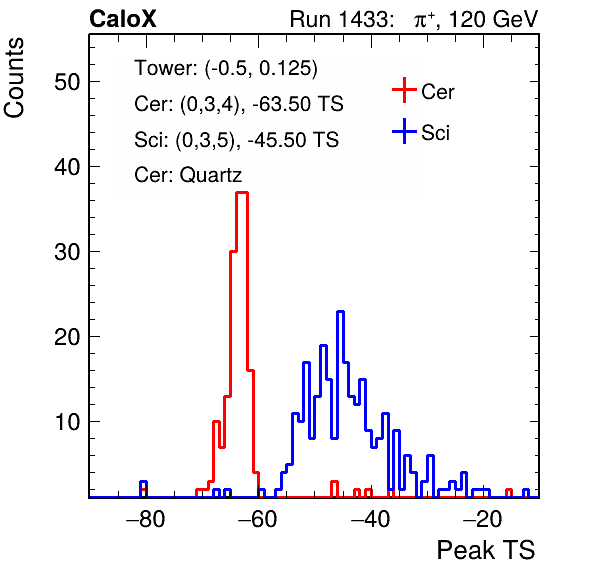 CaloX Run 1433: π⁺, 120 GeV
Counts
Tower: (-0.5, 0.125)
Cer: (0,3,4), -63.50 TS
Sci: (0,3,5), -45.50 TS
Cer: Quartz
Cer
Sci
50
40
30
20
10
−80 −60 −40 −20
Peak TS